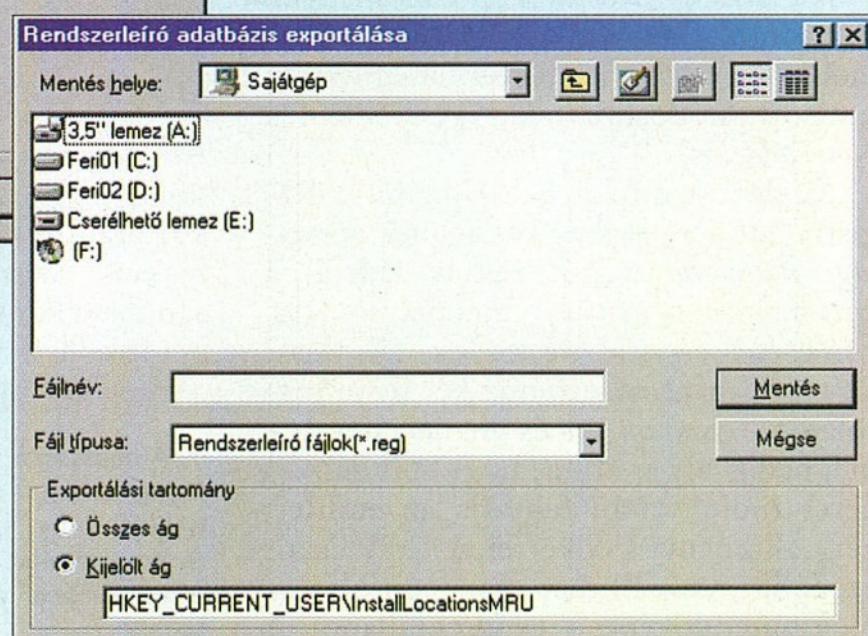 Rendszerleíró adatbázis exportálása
Mentés helye: Sajátgép
3,5'' lemez (A:)
Feri01 (C:)
Feri02 (D:)
Cserélhető lemez (E:)
(F:)
Fájlnév: Mentés
Fájl típusa: Rendszerleíró fájlok(*.reg) Mégse
Exportálási tartomány
Összes ág
Kijelölt ág
HKEY_CURRENT_USER\InstallLocationsMRU